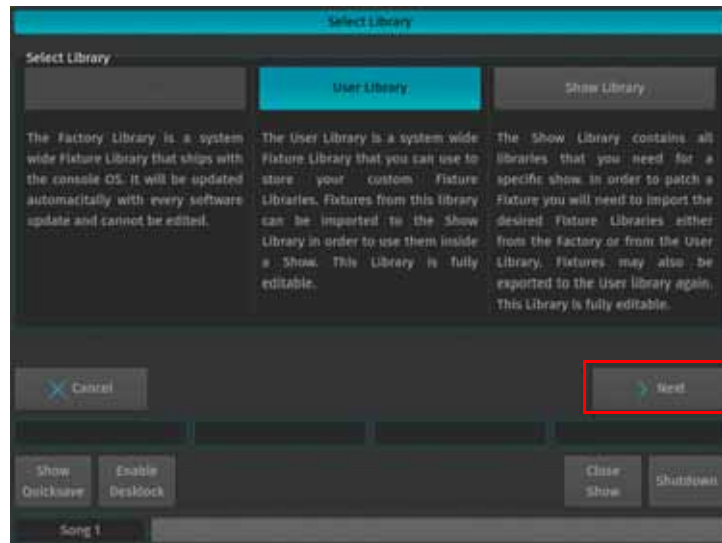 Select Library
Select Library
User Library
Show Library
The Factory Library is a system
wide Fixture Library that ships with
the console OS. It will be updated
automacitally with every software
update and cannot be edited.
The User Library is a system wide
Fixture Library that you can use to
store your custom Fixture
Libraries. Fixtures from this library
can be imported to the Show
Library in order to use them inside
a Show. This Library is fully
editable.
The Show Library contains all
libraries that you need for a
specific show. In order to patch a
Fixture you will need to import the
desired Fixture Libraries either
from the Factory or from the User
Library. Fixtures may also be
exported to the User library again.
This Library is fully editable.
Cancel
Next
Show
Quicksave
Enable
Desklock
Close
Show
Shutdown
Song 1